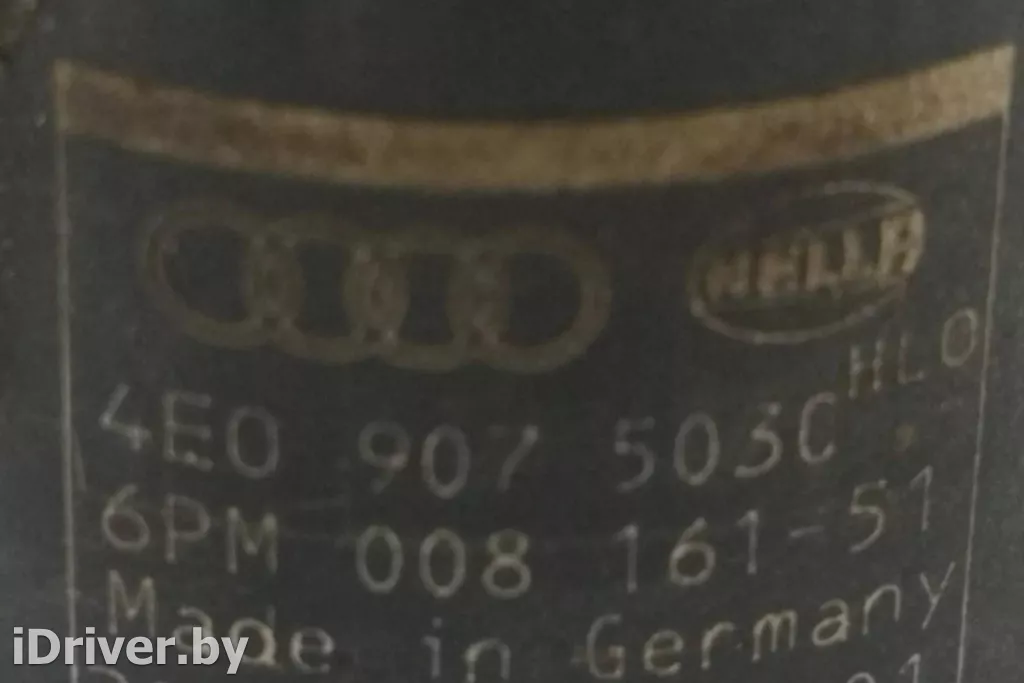 HELLA
HLO
4E0 907 503C
6PM 008 161-51
Made in Germany
iDriver.by